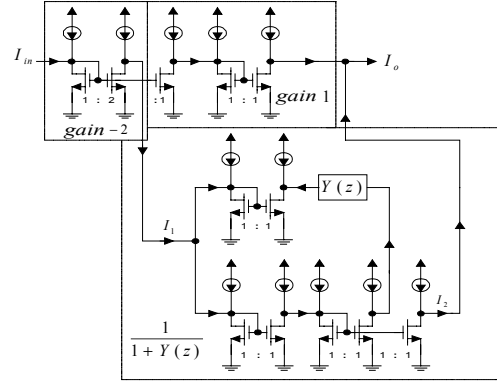 I_in
I_o
1 : 2 :1
1 : 1
gain -2
gain 1
Y(z)
1 : 1
I_1
I_2
1 : 1
1 : 1 1 : 1
\frac{1}{1 + Y(z)}